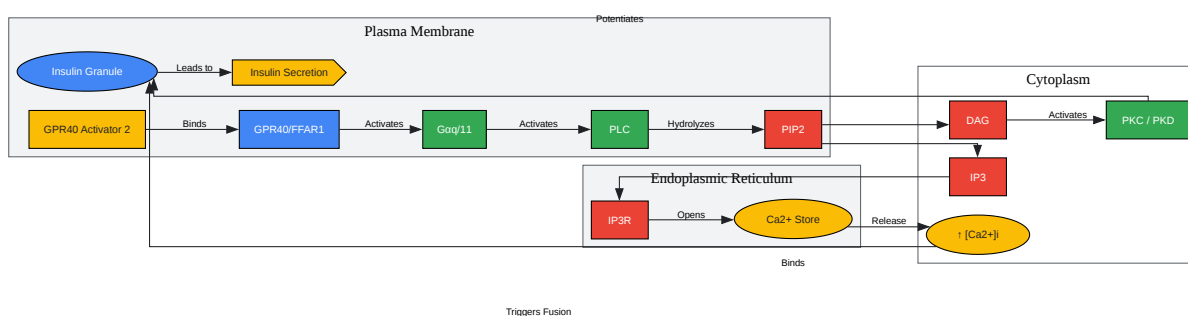 Potentiates
Plasma Membrane
Insulin Granule
Leads to
Insulin Secretion
Cytoplasm
GPR40 Activator 2
Binds
GPR40/FFAR1
Activates
Gαq/11
Activates
PLC
Hydrolyzes
PIP2
DAG
Activates
PKC / PKD
Endoplasmic Reticulum
IP3
IP3R
Opens
Ca2+ Store
Release
↑ [Ca2+]i
Binds
Triggers Fusion